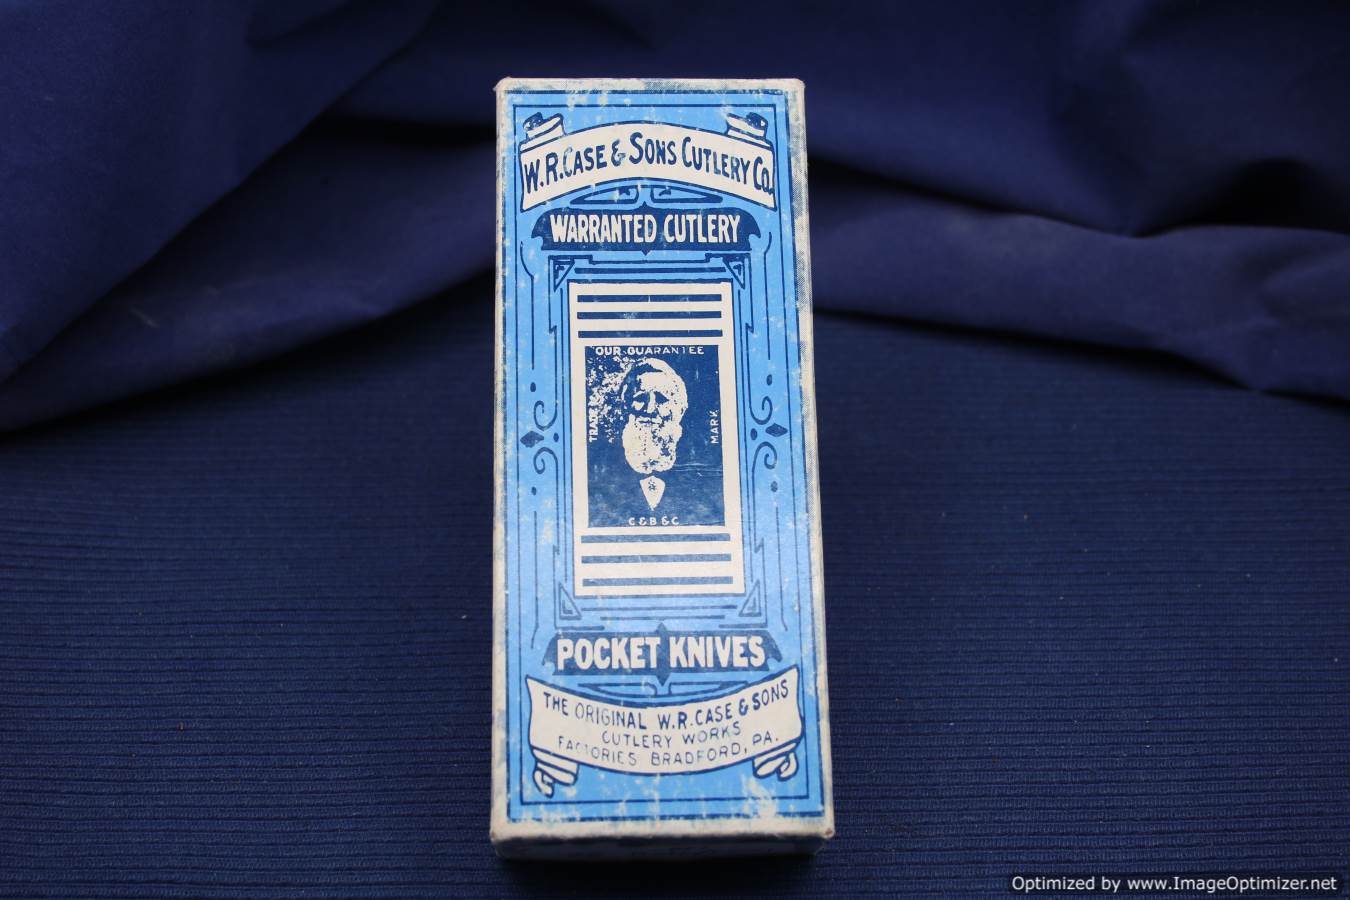 W.R.CASE & SONS CUTLERY CO.
WARRANTED CUTLERY
OUR GUARANTEE
TRADE
MARK
C & B & C
POCKET KNIVES
THE ORIGINAL W.R.CASE & SONS
CUTLERY WORKS
FACTORIES BRADFORD, PA.
Optimized by www.ImageOptimizer.net